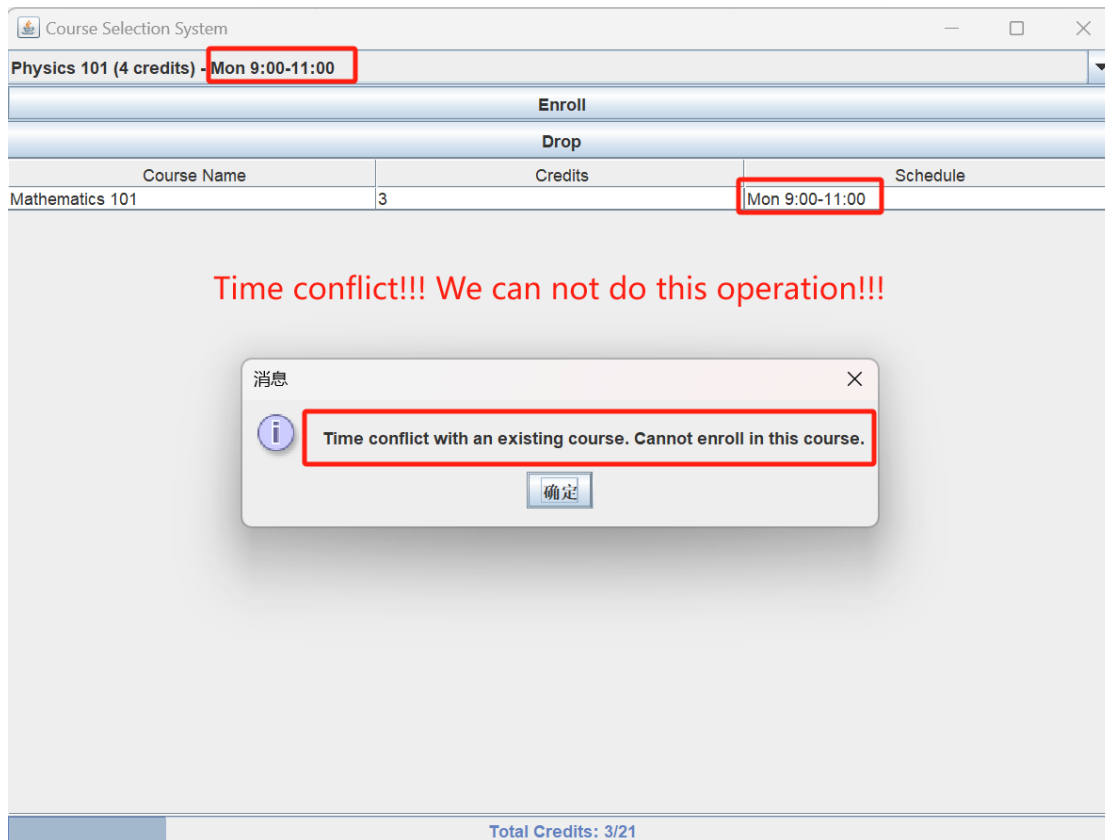 Course Selection System
Physics 101 (4 credits) - Mon 9:00-11:00
Enroll
Drop
Course Name Credits Schedule
Mathematics 101 3 Mon 9:00-11:00
Time conflict!!! We can not do this operation!!!
消息
Time conflict with an existing course. Cannot enroll in this course.
确定
Total Credits: 3/21